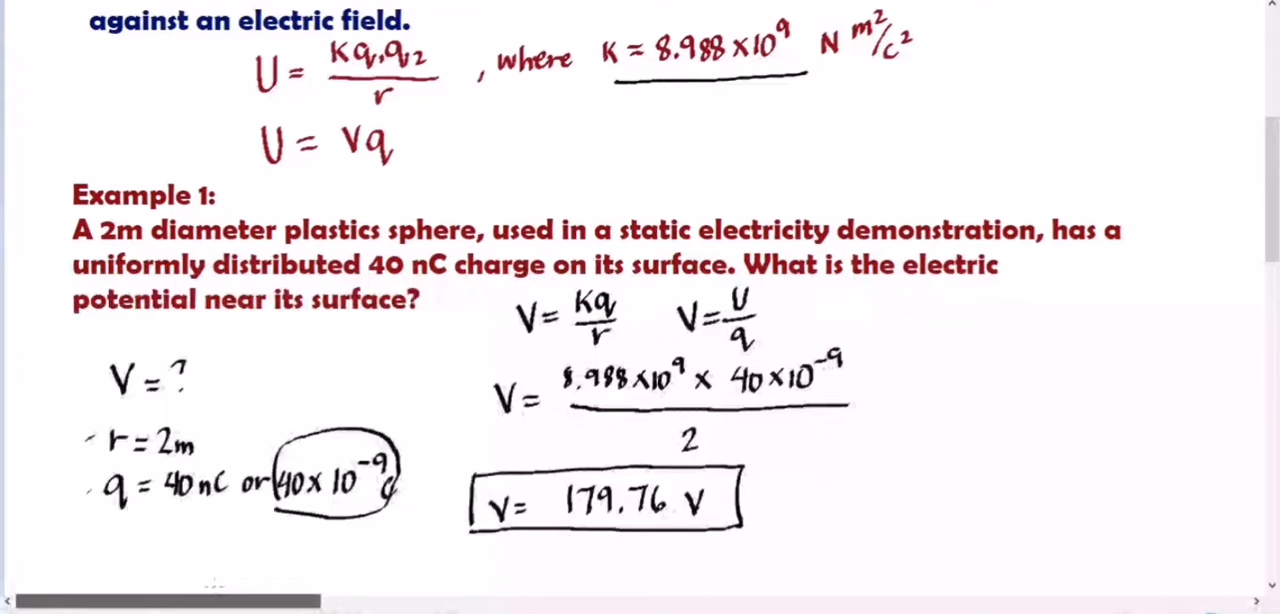 against an electric field.
U = Kq₁q₂/r , where K = 8.988 × 10⁹ N m²/C²
U = Vq
Example 1:
A 2m diameter plastics sphere, used in a static electricity demonstration, has a
uniformly distributed 40 nC charge on its surface. What is the electric
potential near its surface?
V = Kq/r V = U/q
V = ?
V = 8.988 × 10⁹ × 40 × 10⁻⁹ / 2
r = 2m
q = 40 nC or 40 × 10⁻⁹ C
V = 179.76 V